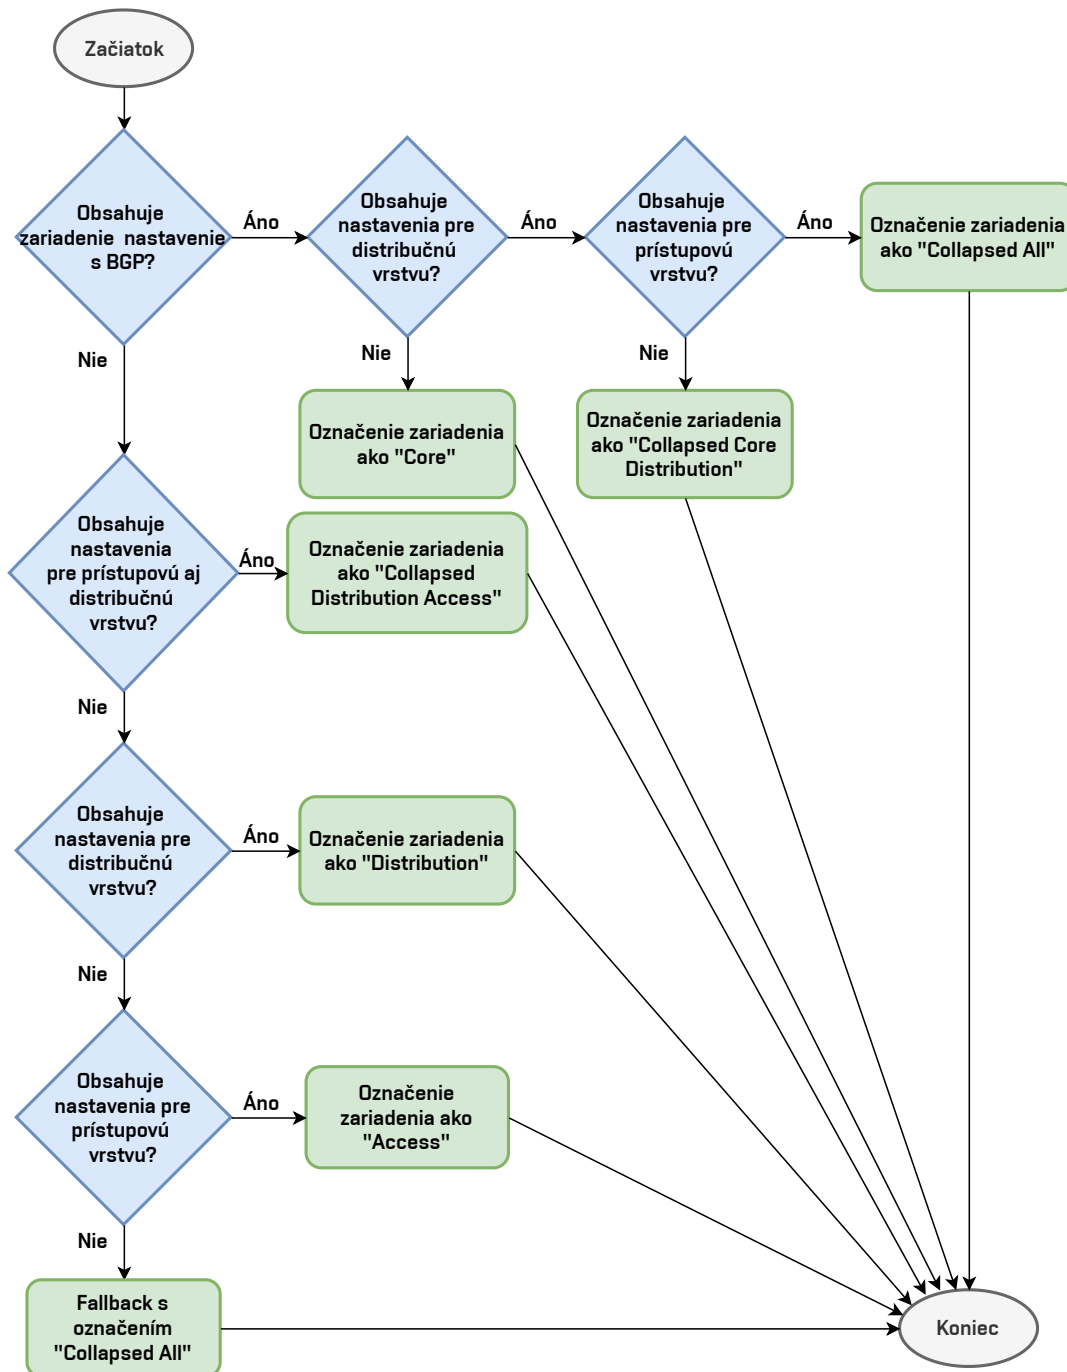 Začiatok
Obsahuje
zariadenie nastavenie
s BGP?
Áno
Obsahuje
nastavenia pre
distribučnú
vrstvu?
Áno
Obsahuje
nastavenia pre
prístupovú
vrstvu?
Áno
Označenie zariadenia
ako "Collapsed All"
Nie
Nie
Nie
Označenie zariadenia
ako "Core"
Označenie zariadenia
ako "Collapsed Core
Distribution"
Obsahuje
nastavenia
pre prístupovú aj
distribučnú
vrstvu?
Áno
Označenie zariadenia
ako "Collapsed
Distribution Access"
Nie
Obsahuje
nastavenia pre
distribučnú
vrstvu?
Áno
Označenie zariadenia
ako "Distribution"
Nie
Obsahuje
nastavenia pre
prístupovú
vrstvu?
Áno
Označenie
zariadenia ako
"Access"
Nie
Fallback s
označením
"Collapsed All"
Koniec